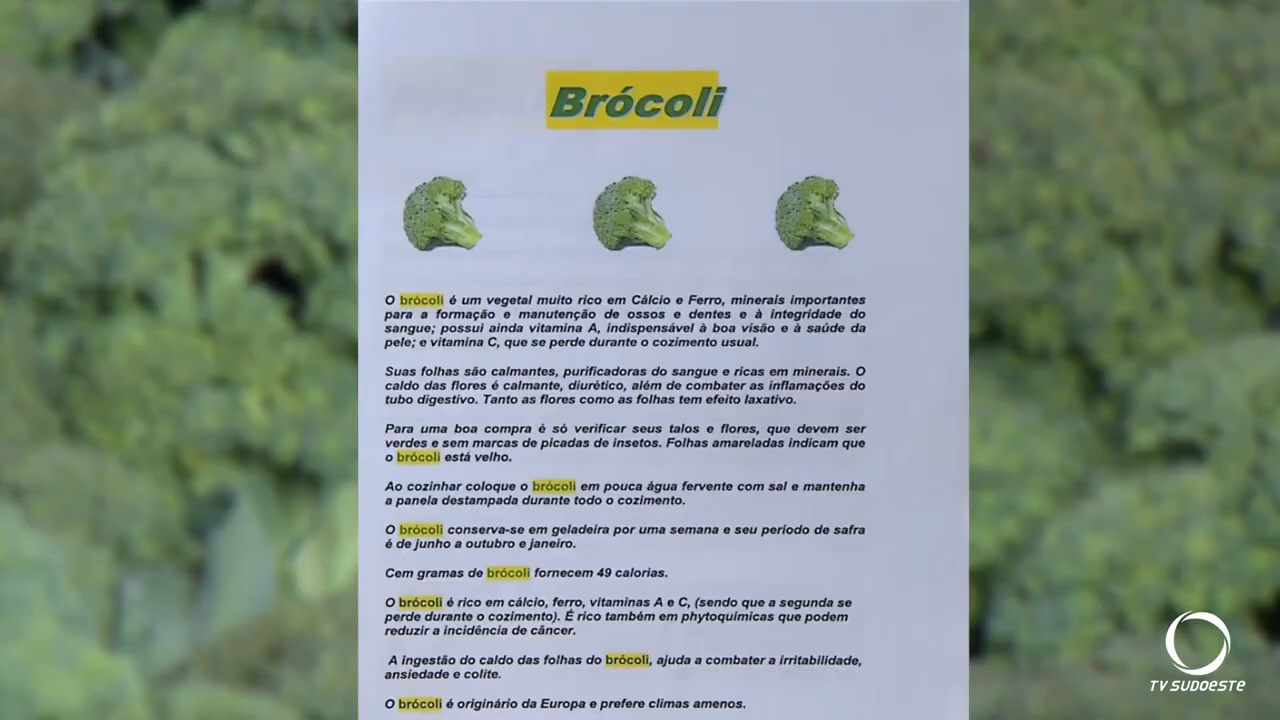 Brócoli
O brócoli é um vegetal muito rico em Cálcio e Ferro, minerais importantes
para a formação e manutenção de ossos e dentes e à integridade do
sangue; possui ainda vitamina A, indispensável à boa visão e à saúde da
pele; e vitamina C, que se perde durante o cozimento usual.
Suas folhas são calmantes, purificadoras do sangue e ricas em minerais. O
caldo das flores é calmante, diurético, além de combater as inflamações do
tubo digestivo. Tanto as flores como as folhas tem efeito laxativo.
Para uma boa compra é só verificar seus talos e flores, que devem ser
verdes e sem marcas de picadas de insetos. Folhas amareladas indicam que
o brócoli está velho.
Ao cozinhar coloque o brócoli em pouca água fervente com sal e mantenha
a panela destampada durante todo o cozimento.
O brócoli conserva-se em geladeira por uma semana e seu período de safra
é de junho a outubro e janeiro.
Cem gramas de brócoli fornecem 49 calorias.
O brócoli é rico em cálcio, ferro, vitaminas A e C, (sendo que a segunda se
perde durante o cozimento). É rico também em phytoquímicas que podem
reduzir a incidência de câncer.
A ingestão do caldo das folhas do brócoli, ajuda a combater a irritabilidade,
ansiedade e colite.
O brócoli é originário da Europa e prefere climas amenos.
TV SUDOESTE